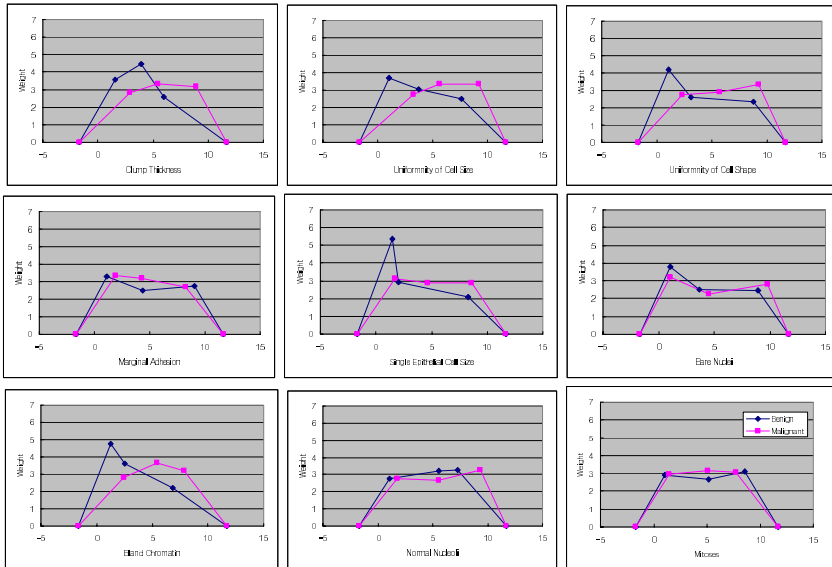 7
6
5
4
3
2
1
0
Weight
-5 0 5 10 15
Clump Thickness
7
6
5
4
3
2
1
0
Weight
-5 0 5 10 15
Uniformnity of Cell Size
7
6
5
4
3
2
1
0
Weight
-5 0 5 10 15
Uniformnity of Cell Shape
7
6
5
4
3
2
1
0
Weight
-5 0 5 10 15
Marginal Adhesion
7
6
5
4
3
2
1
0
Weight
-5 0 5 10 15
Single Epithelial Cell Size
7
6
5
4
3
2
1
0
Weight
-5 0 5 10 15
Bare Nuclei
7
6
5
4
3
2
1
0
Weight
-5 0 5 10 15
Bland Chromatin
7
6
5
4
3
2
1
0
Weight
-5 0 5 10 15
Normal Nucleoli
7
6
5
4
3
2
1
0
Weight
Benign
Malignant
-5 0 5 10 15
Mitoses